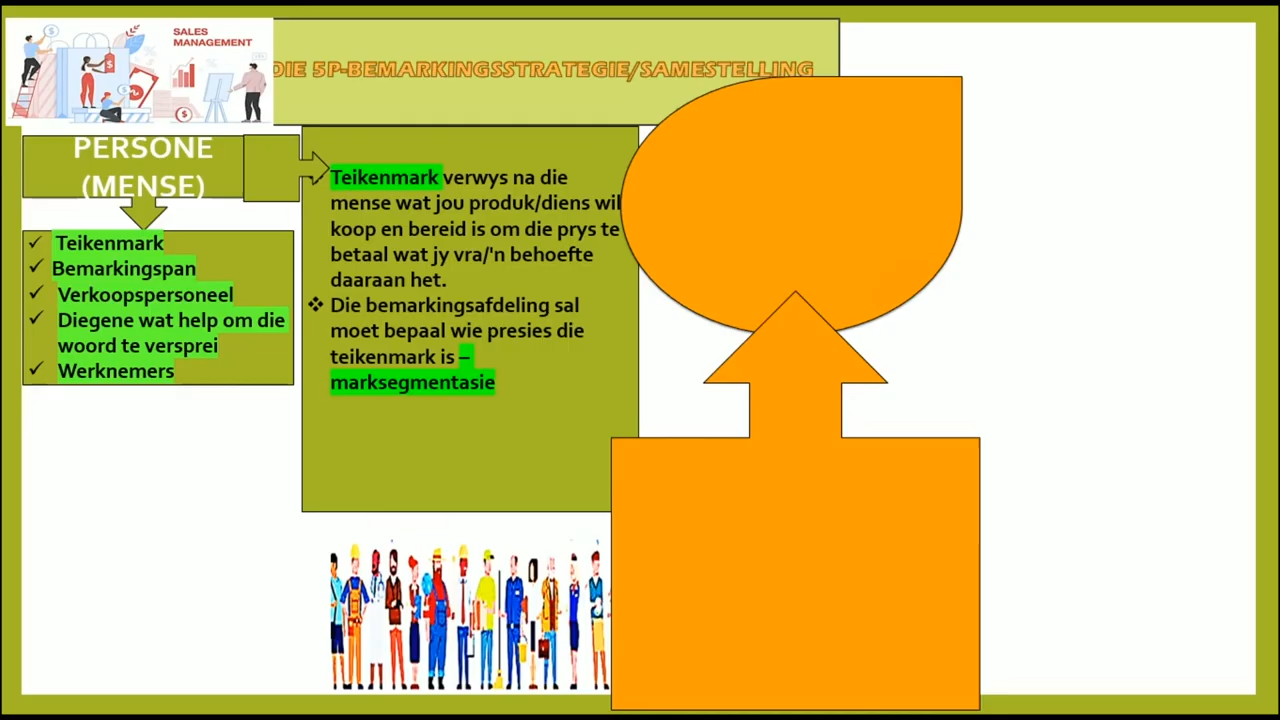 SALES
MANAGEMENT
DIE 5P-BEMARKINGSSTRATEGIE/SAMESTELLING
PERSONE
(MENSE)
Teikenmark
Bemarkingspan
Verkoopspersoneel
Diegene wat help om die
woord te versprei
Werknemers
Teikenmark verwys na die
mense wat jou produk/diens wil
koop en bereid is om die prys te
betaal wat jy vra/'n behoefte
daaraan het.
Die bemarkingsafdeling sal
moet bepaal wie presies die
teikenmark is –
marksegmentasie